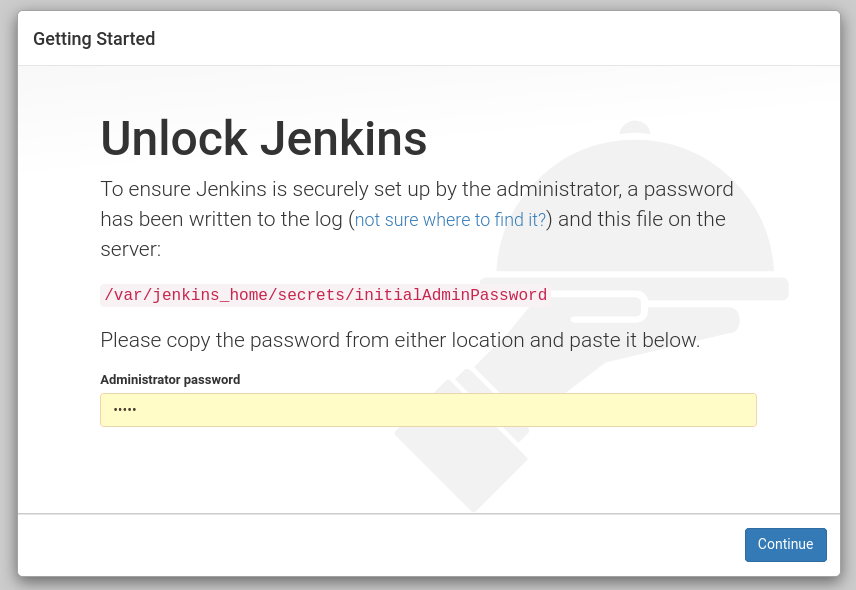 Getting Started
Unlock Jenkins
To ensure Jenkins is securely set up by the administrator, a password
has been written to the log (not sure where to find it?) and this file on the
server:
/var/jenkins_home/secrets/initialAdminPassword
Please copy the password from either location and paste it below.
Administrator password
•••••
Continue